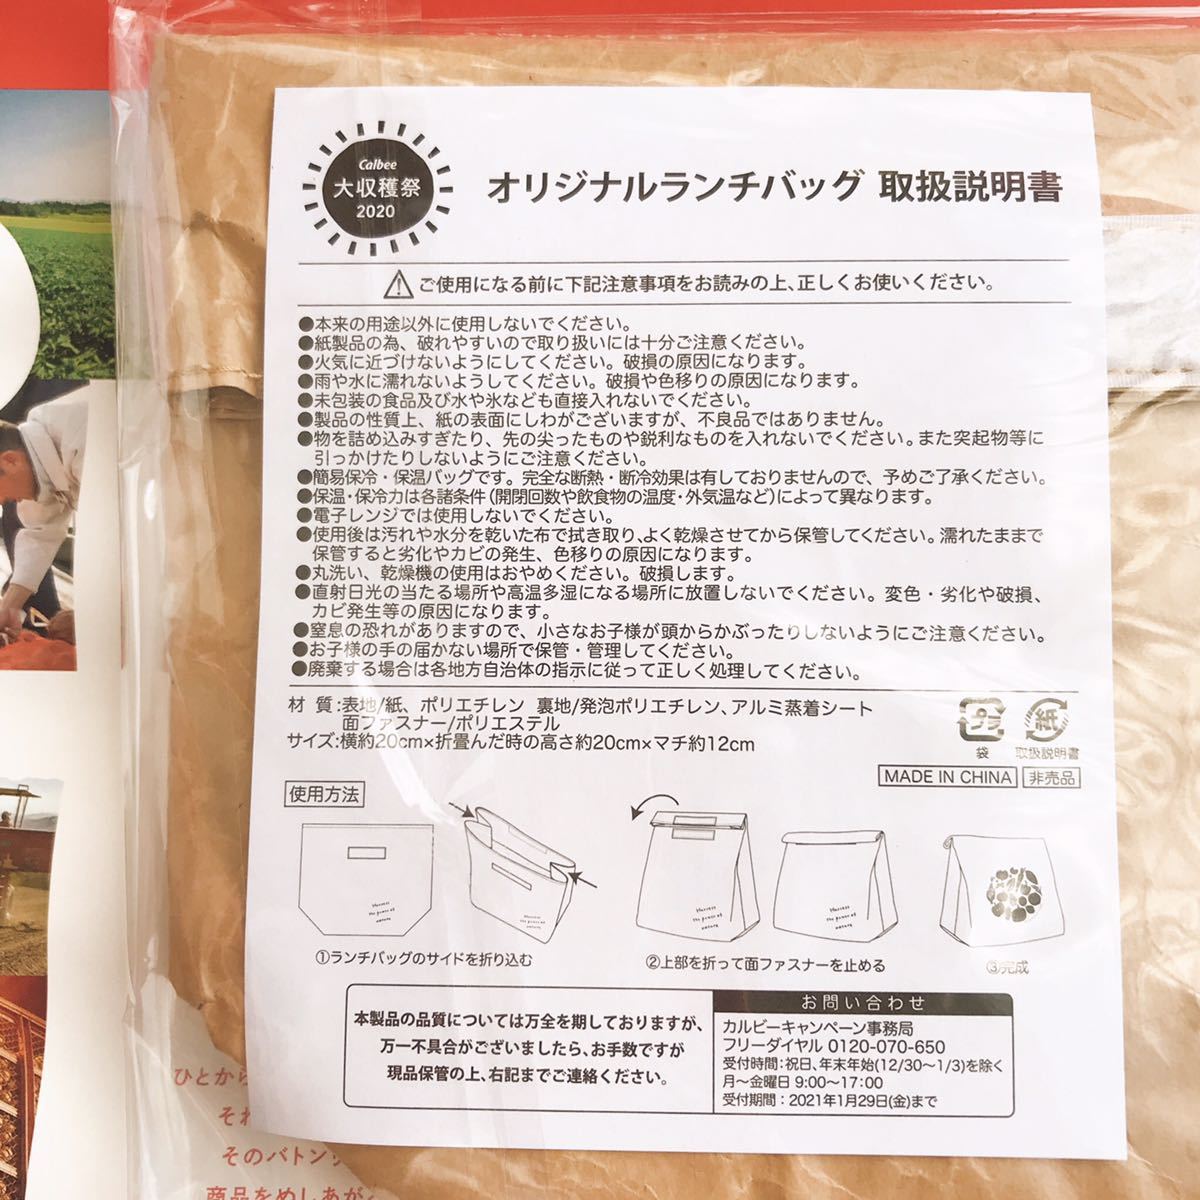 Calbee
大収穫祭
2020
オリジナルランチバッグ 取扱説明書
ご使用になる前に下記注意事項をお読みの上、正しくお使いください。
●本来の用途以外に使用しないでください。
●紙製品の為、破れやすいので取り扱いには十分ご注意ください。
●火気に近づけないようにしてください。破損の原因になります。
●雨や水に濡れないようしてください。破損や色移りの原因になります。
●未包装の食品及び水や氷なども直接入れないでください。
●製品の性質上、紙の表面にしわがございますが、不良品ではありません。
●物を詰め込みすぎたり、先の尖ったものや鋭利なものを入れないでください。また突起物等に
引っかけたりしないようにご注意ください。
●簡易保冷・保温バッグです。完全な断熱・断冷効果は有しておりませんので、予めご了承ください。
●保温・保冷力は各諸条件(開閉回数や飲食物の温度・外気温など)によって異なります。
●電子レンジでは使用しないでください。
●使用後は汚れや水分を乾いた布で拭き取り、よく乾燥させてから保管してください。濡れたままで
保管すると劣化やカビの発生、色移りの原因になります。
●丸洗い、乾燥機の使用はおやめください。破損します。
●直射日光の当たる場所や高温多湿になる場所に放置しないでください。変色・劣化や破損、
カビ発生等の原因になります。
●窒息の恐れがありますので、小さなお子様が頭からかぶったりしないようにご注意ください。
●お子様の手の届かない場所で保管・管理してください。
●廃棄する場合は各地方自治体の指示に従って正しく処理してください。
材 質:表地/紙、ポリエチレン 裏地/発泡ポリエチレン、アルミ蒸着シート
面ファスナー/ポリエステル
サイズ:横約20cm×折畳んだ時の高さ約20cm×マチ約12cm
プラ
袋
紙
取扱説明書
MADE IN CHINA
非売品
使用方法
Harness
the power of
nature
Harness
the power of
nature
Harness
the power of
nature
Harness
the power of
nature
①ランチバッグのサイドを折り込む
②上部を折って面ファスナーを止める
③完成
本製品の品質については万全を期しておりますが、
万一不具合がございましたら、お手数ですが
現品保管の上、右記までご連絡ください。
お問い合わせ
カルビーキャンペーン事務局
フリーダイヤル 0120-070-650
受付時間:祝日、年末年始(12/30～1/3)を除く
月～金曜日 9:00～17:00
受付期間:2021年1月29日(金)まで
ひとから
それ
そのバトン
商品をめしあが